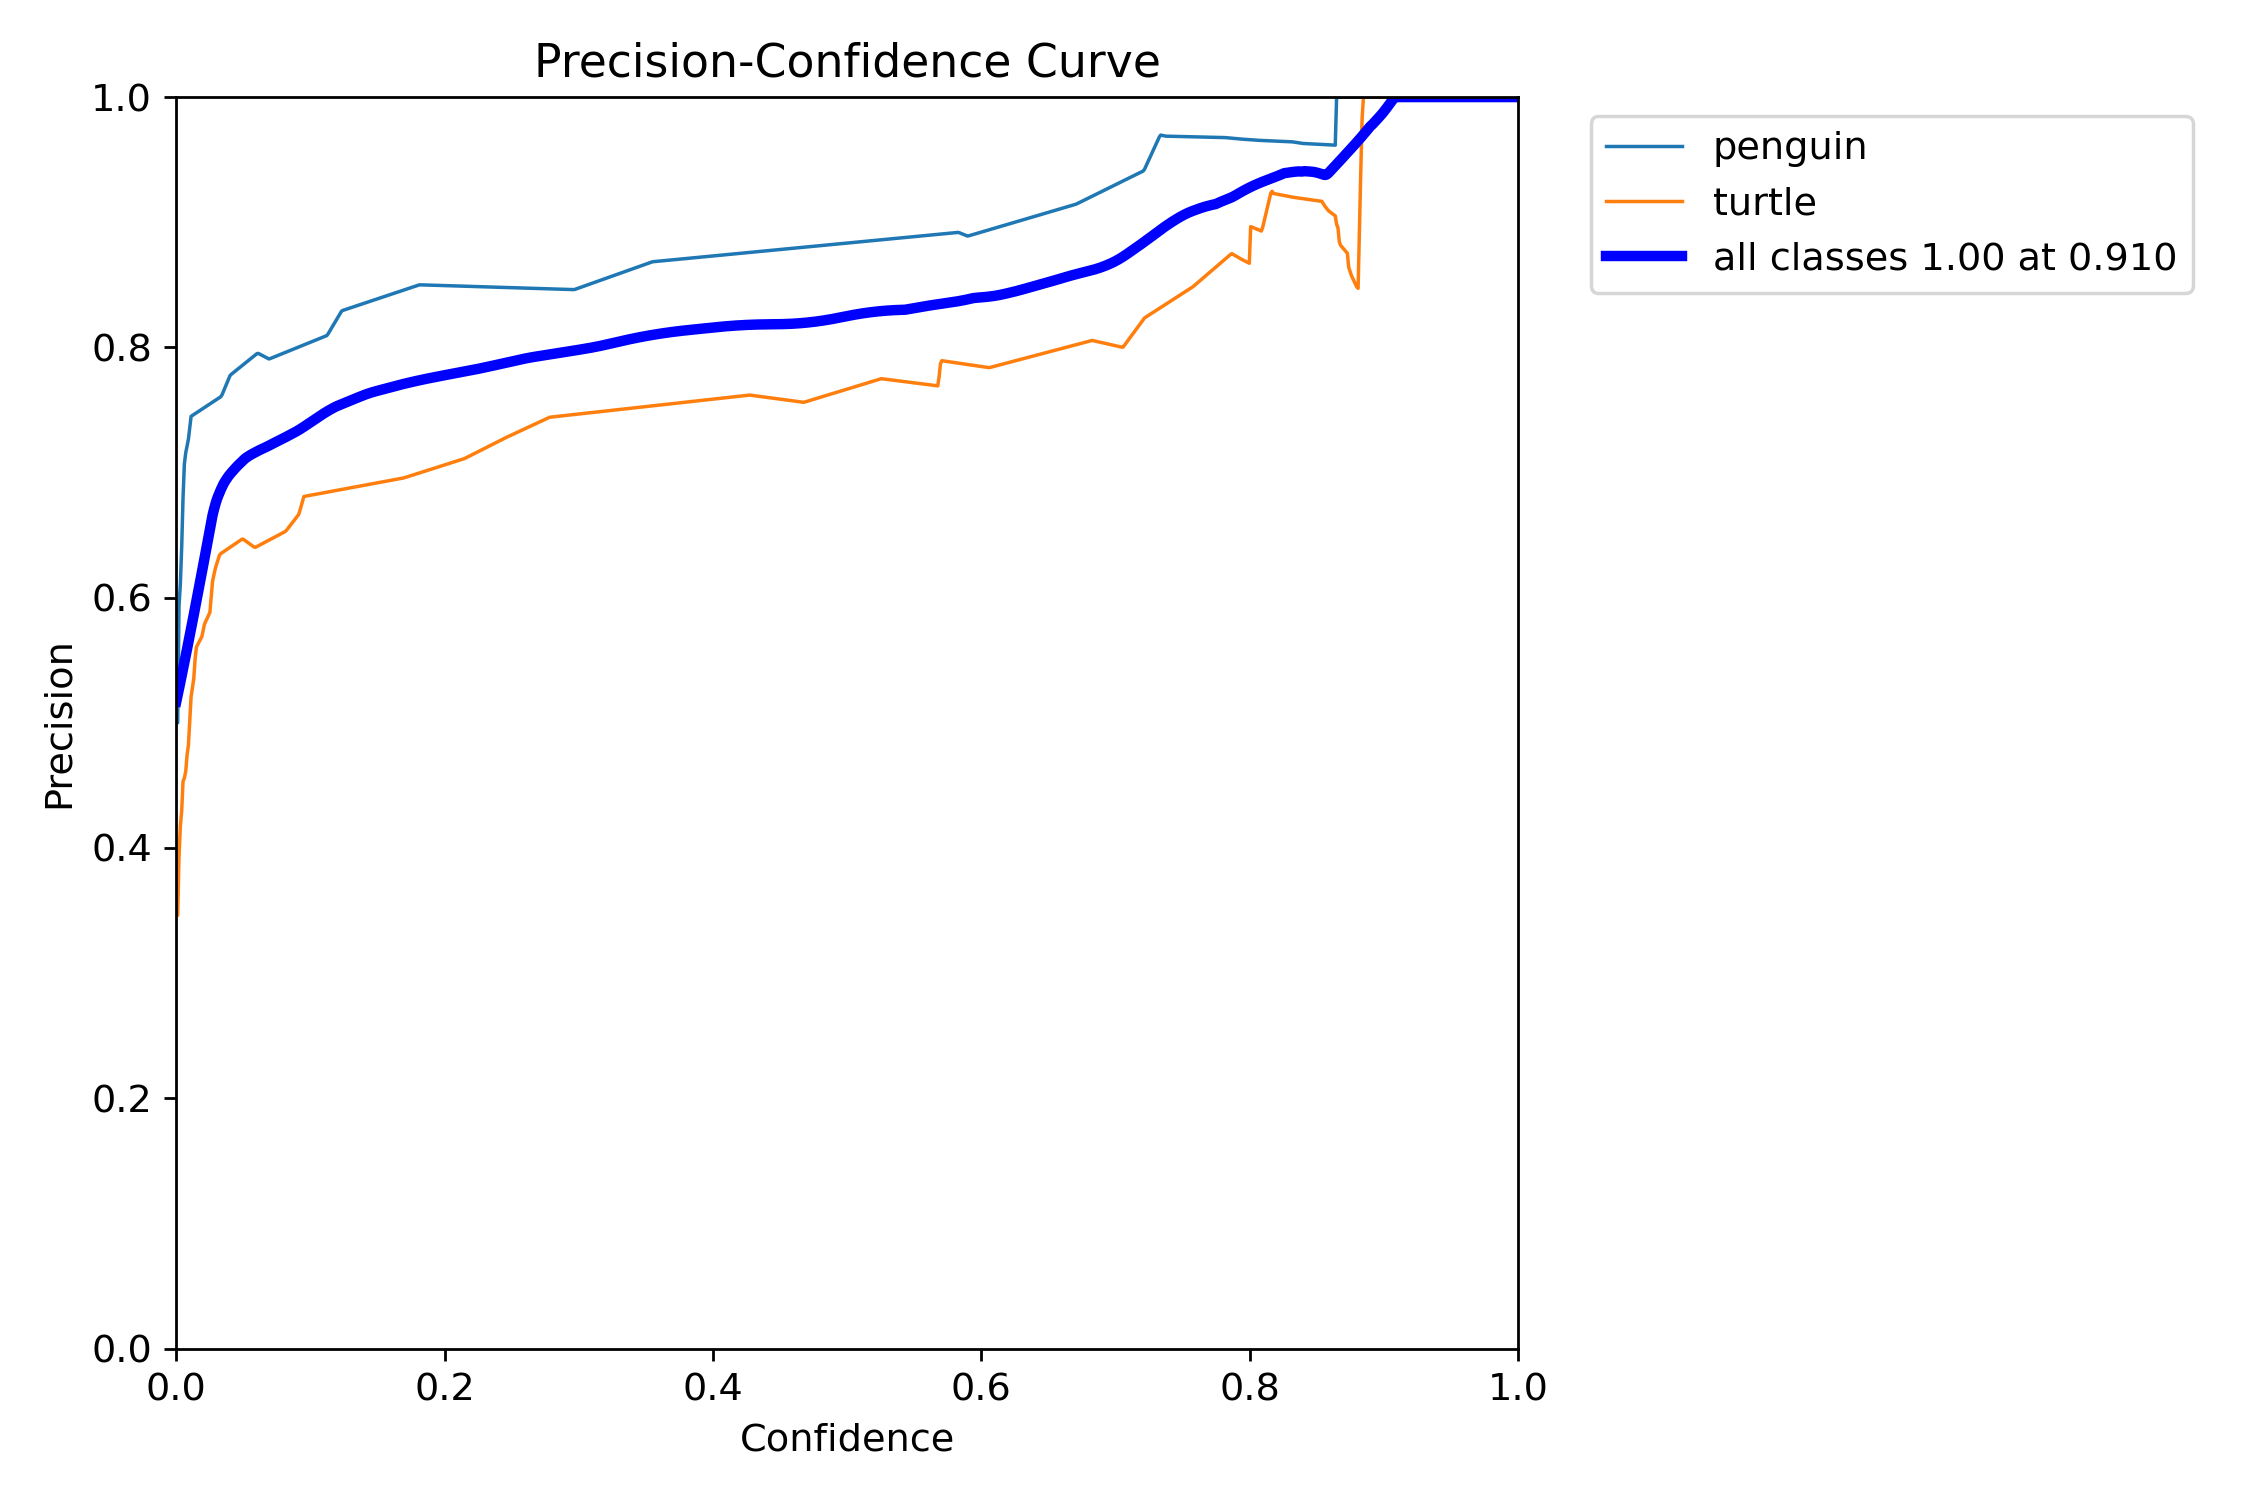 Precision-Confidence Curve
penguin
turtle
all classes 1.00 at 0.910
Precision
1.0
0.8
0.6
0.4
0.2
0.0
0.0 0.2 0.4 0.6 0.8 1.0
Confidence